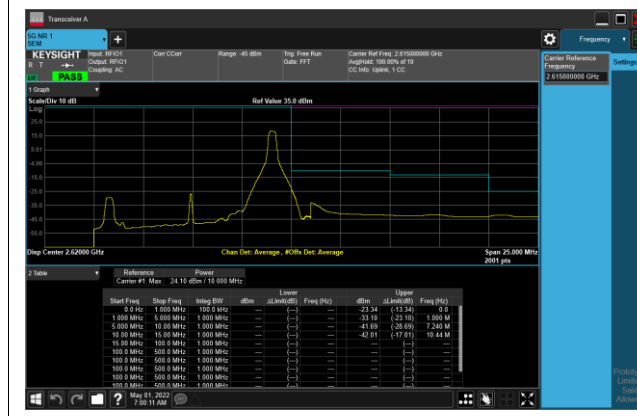 Transceiver A
5G NR 1
SEM
+
Frequency
KEYSIGHT
R T
PASS
Input: RFIO1
Output: RFIO1
Coupling: AC
Corr CCorr
Range: -45 dBm
Trig: Free Run
Gate: FFT
Carrier Ref Freq: 2.615000000 GHz
Avg|Hold: 100.00% of 10
CC Info: Uplink, 1 CC
Carrier Reference
Frequency
2.615000000 GHz
Settings
1 Graph
Scale/Div 10 dB
Ref Value 35.0 dBm
Log
25.0
15.0
5.01
-4.99
-15.0
-25.0
-35.0
-45.0
-55.0
Disp Center 2.62000 GHz
Chan Det: Average , #Offs Det: Average
Span 25.000 MHz
2001 pts
2 Table
Reference Power
Carrier #1 Max 24.10 dBm / 10.000 MHz
Lower Upper
Start Freq Stop Freq Integ BW dBm ΔLimit(dB) Freq (Hz) dBm ΔLimit(dB) Freq (Hz)
0.0 Hz 1.000 MHz 100.0 kHz --- (---) --- -23.34 (-13.34) 0.0
1.000 MHz 5.000 MHz 1.000 MHz --- (---) --- -33.10 (-23.10) 1.000 M
5.000 MHz 10.00 MHz 1.000 MHz --- (---) --- -41.69 (-28.69) 7.240 M
10.00 MHz 15.00 MHz 1.000 MHz --- (---) --- -42.01 (-17.01) 10.44 M
15.00 MHz 100.0 MHz 1.000 MHz --- (---) --- --- (---) ---
100.0 MHz 500.0 MHz 1.000 MHz --- (---) --- --- (---) ---
100.0 MHz 500.0 MHz 1.000 MHz --- (---) --- --- (---) ---
100.0 MHz 500.0 MHz 1.000 MHz --- (---) --- --- (---) ---
100.0 MHz 500.0 MHz 1.000 MHz --- (---) --- --- (---) ---
?
May 01, 2022
7:00:11 AM